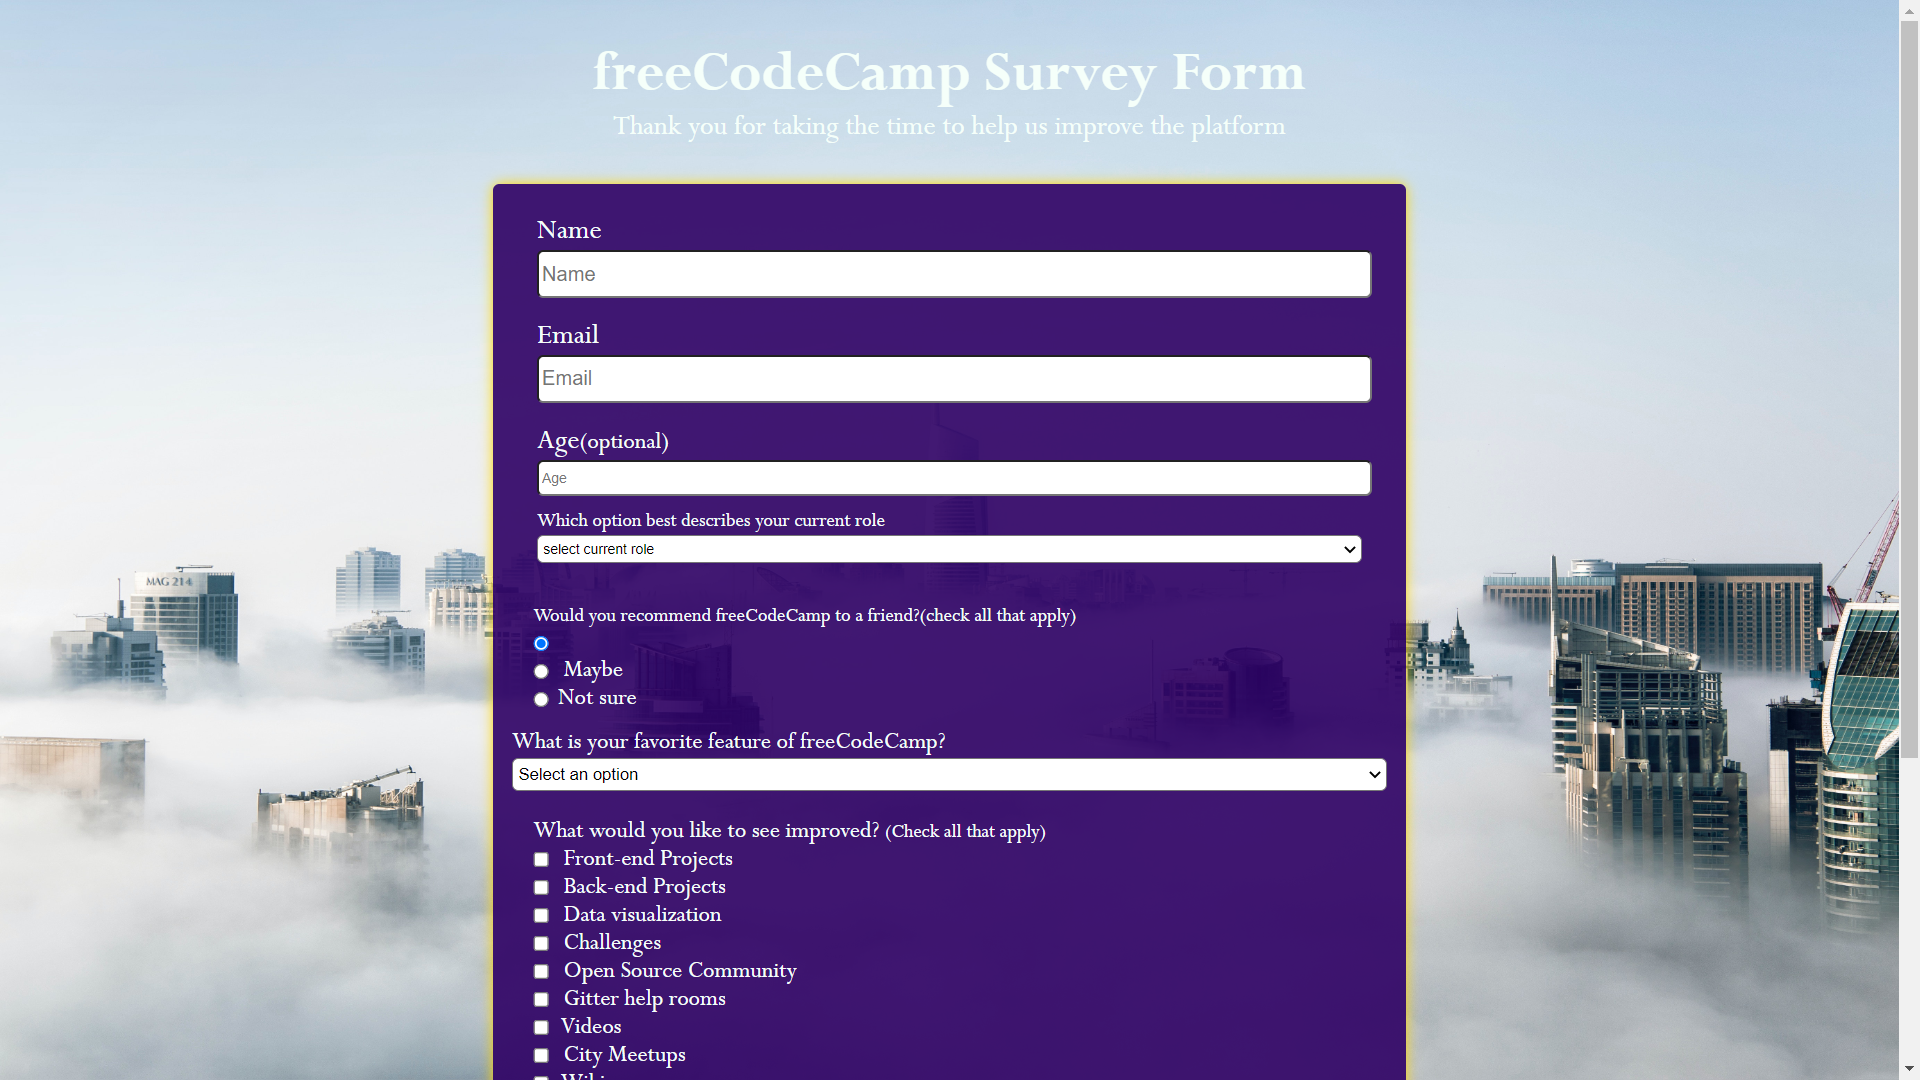 freeCodeCamp Survey Form
Thank you for taking the time to help us improve the platform
Name
Name
Email
Email
Age(optional)
Age
Which option best describes your current role
select current role
MAG 214
Would you recommend freeCodeCamp to a friend?(check all that apply)
Maybe
Not sure
What is your favorite feature of freeCodeCamp?
Select an option
What would you like to see improved? (Check all that apply)
Front-end Projects
Back-end Projects
Data visualization
Challenges
Open Source Community
Gitter help rooms
Videos
City Meetups